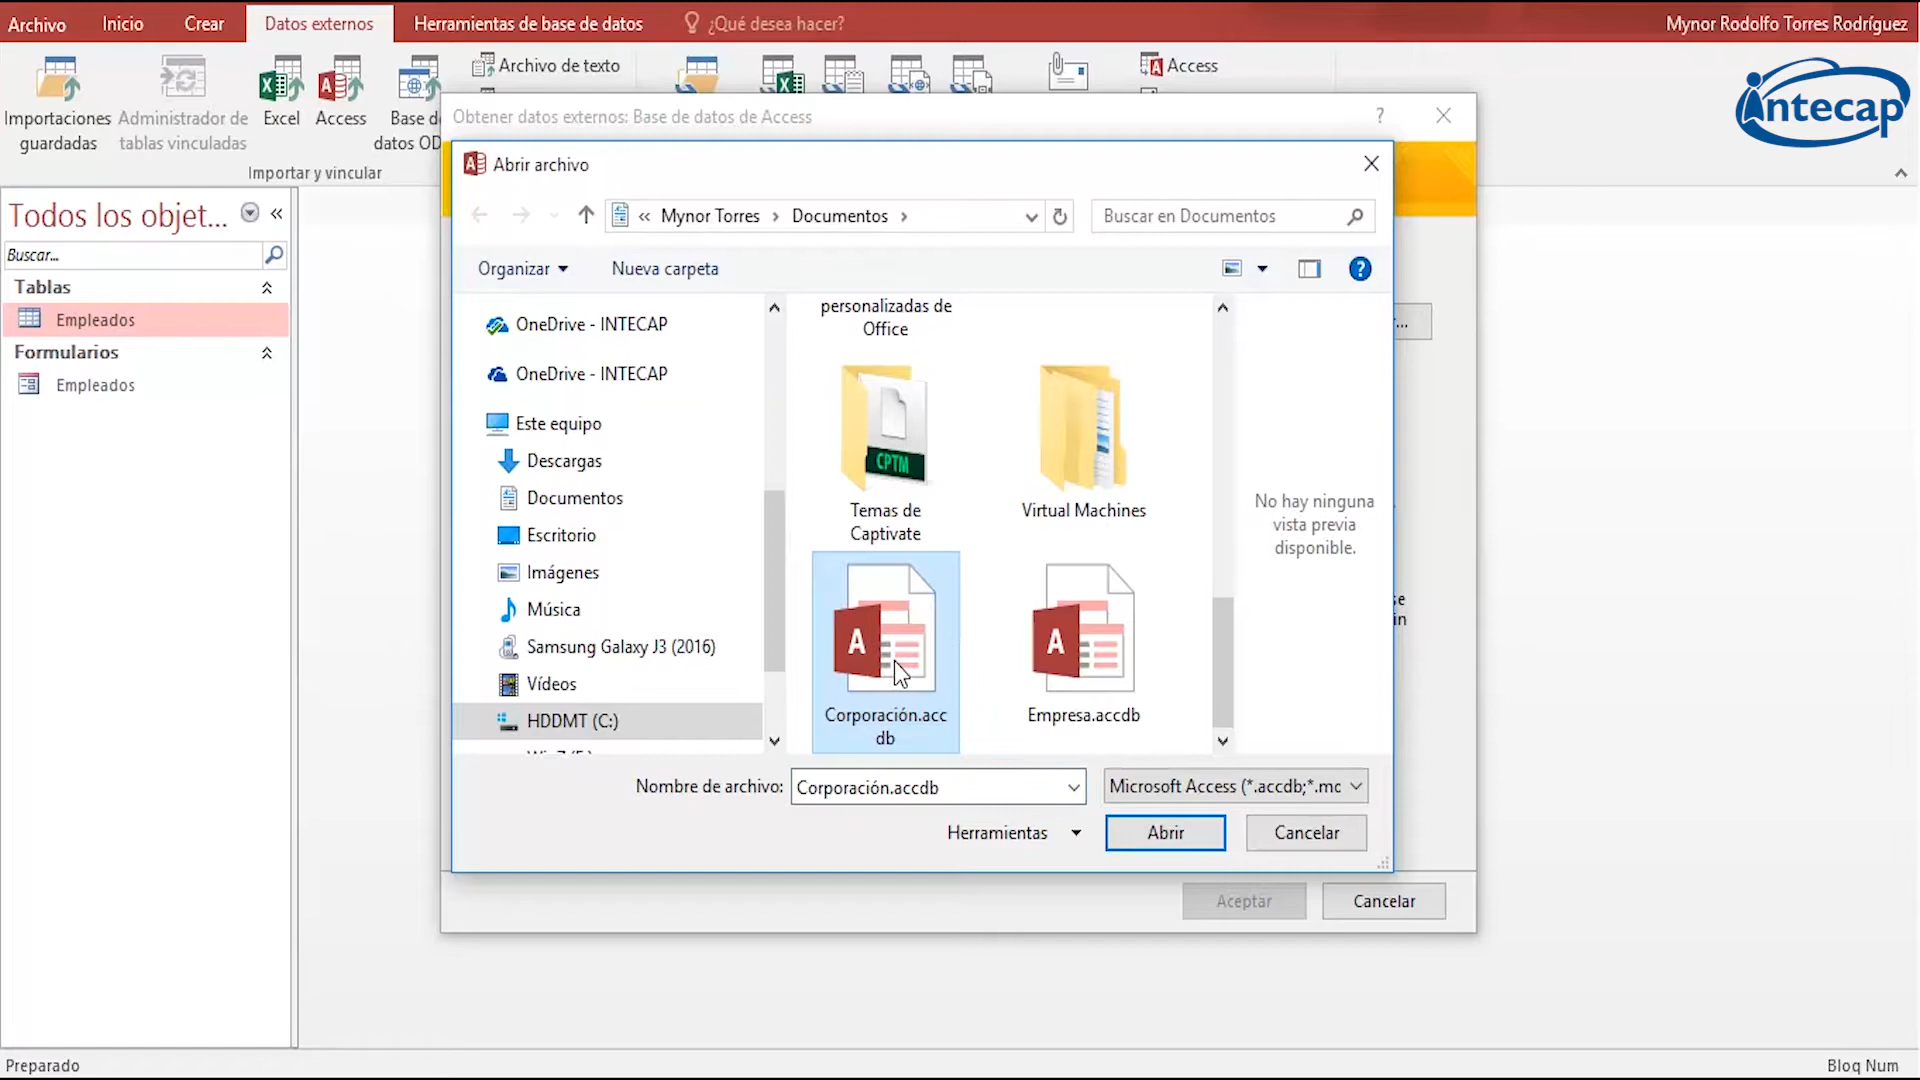 Archivo
Inicio
Crear
Datos externos
Herramientas de base de datos
¿Qué desea hacer?
Mynor Rodolfo Torres Rodríguez
Importaciones
guardadas
Administrador de
tablas vinculadas
Excel
Access
Base d
datos OD
Archivo de texto
Access
Importar y vincular
intecap
Obtener datos externos: Base de datos de Access
?
Abrir archivo
« Mynor Torres › Documentos ›
Buscar en Documentos
Organizar
Nueva carpeta
Todos los objet...
Buscar...
Tablas
Empleados
Formularios
Empleados
OneDrive - INTECAP
OneDrive - INTECAP
Este equipo
Descargas
Documentos
Escritorio
Imágenes
Música
Samsung Galaxy J3 (2016)
Vídeos
HDDMT (C:)
personalizadas de
Office
CPTM
Temas de
Captivate
Virtual Machines
A
Corporación.acc
db
A
Empresa.accdb
No hay ninguna
vista previa
disponible.
...
se
in
Nombre de archivo:
Corporación.accdb
Microsoft Access (*.accdb;*.mc
Herramientas
Abrir
Cancelar
Aceptar
Cancelar
Preparado
Bloq Num